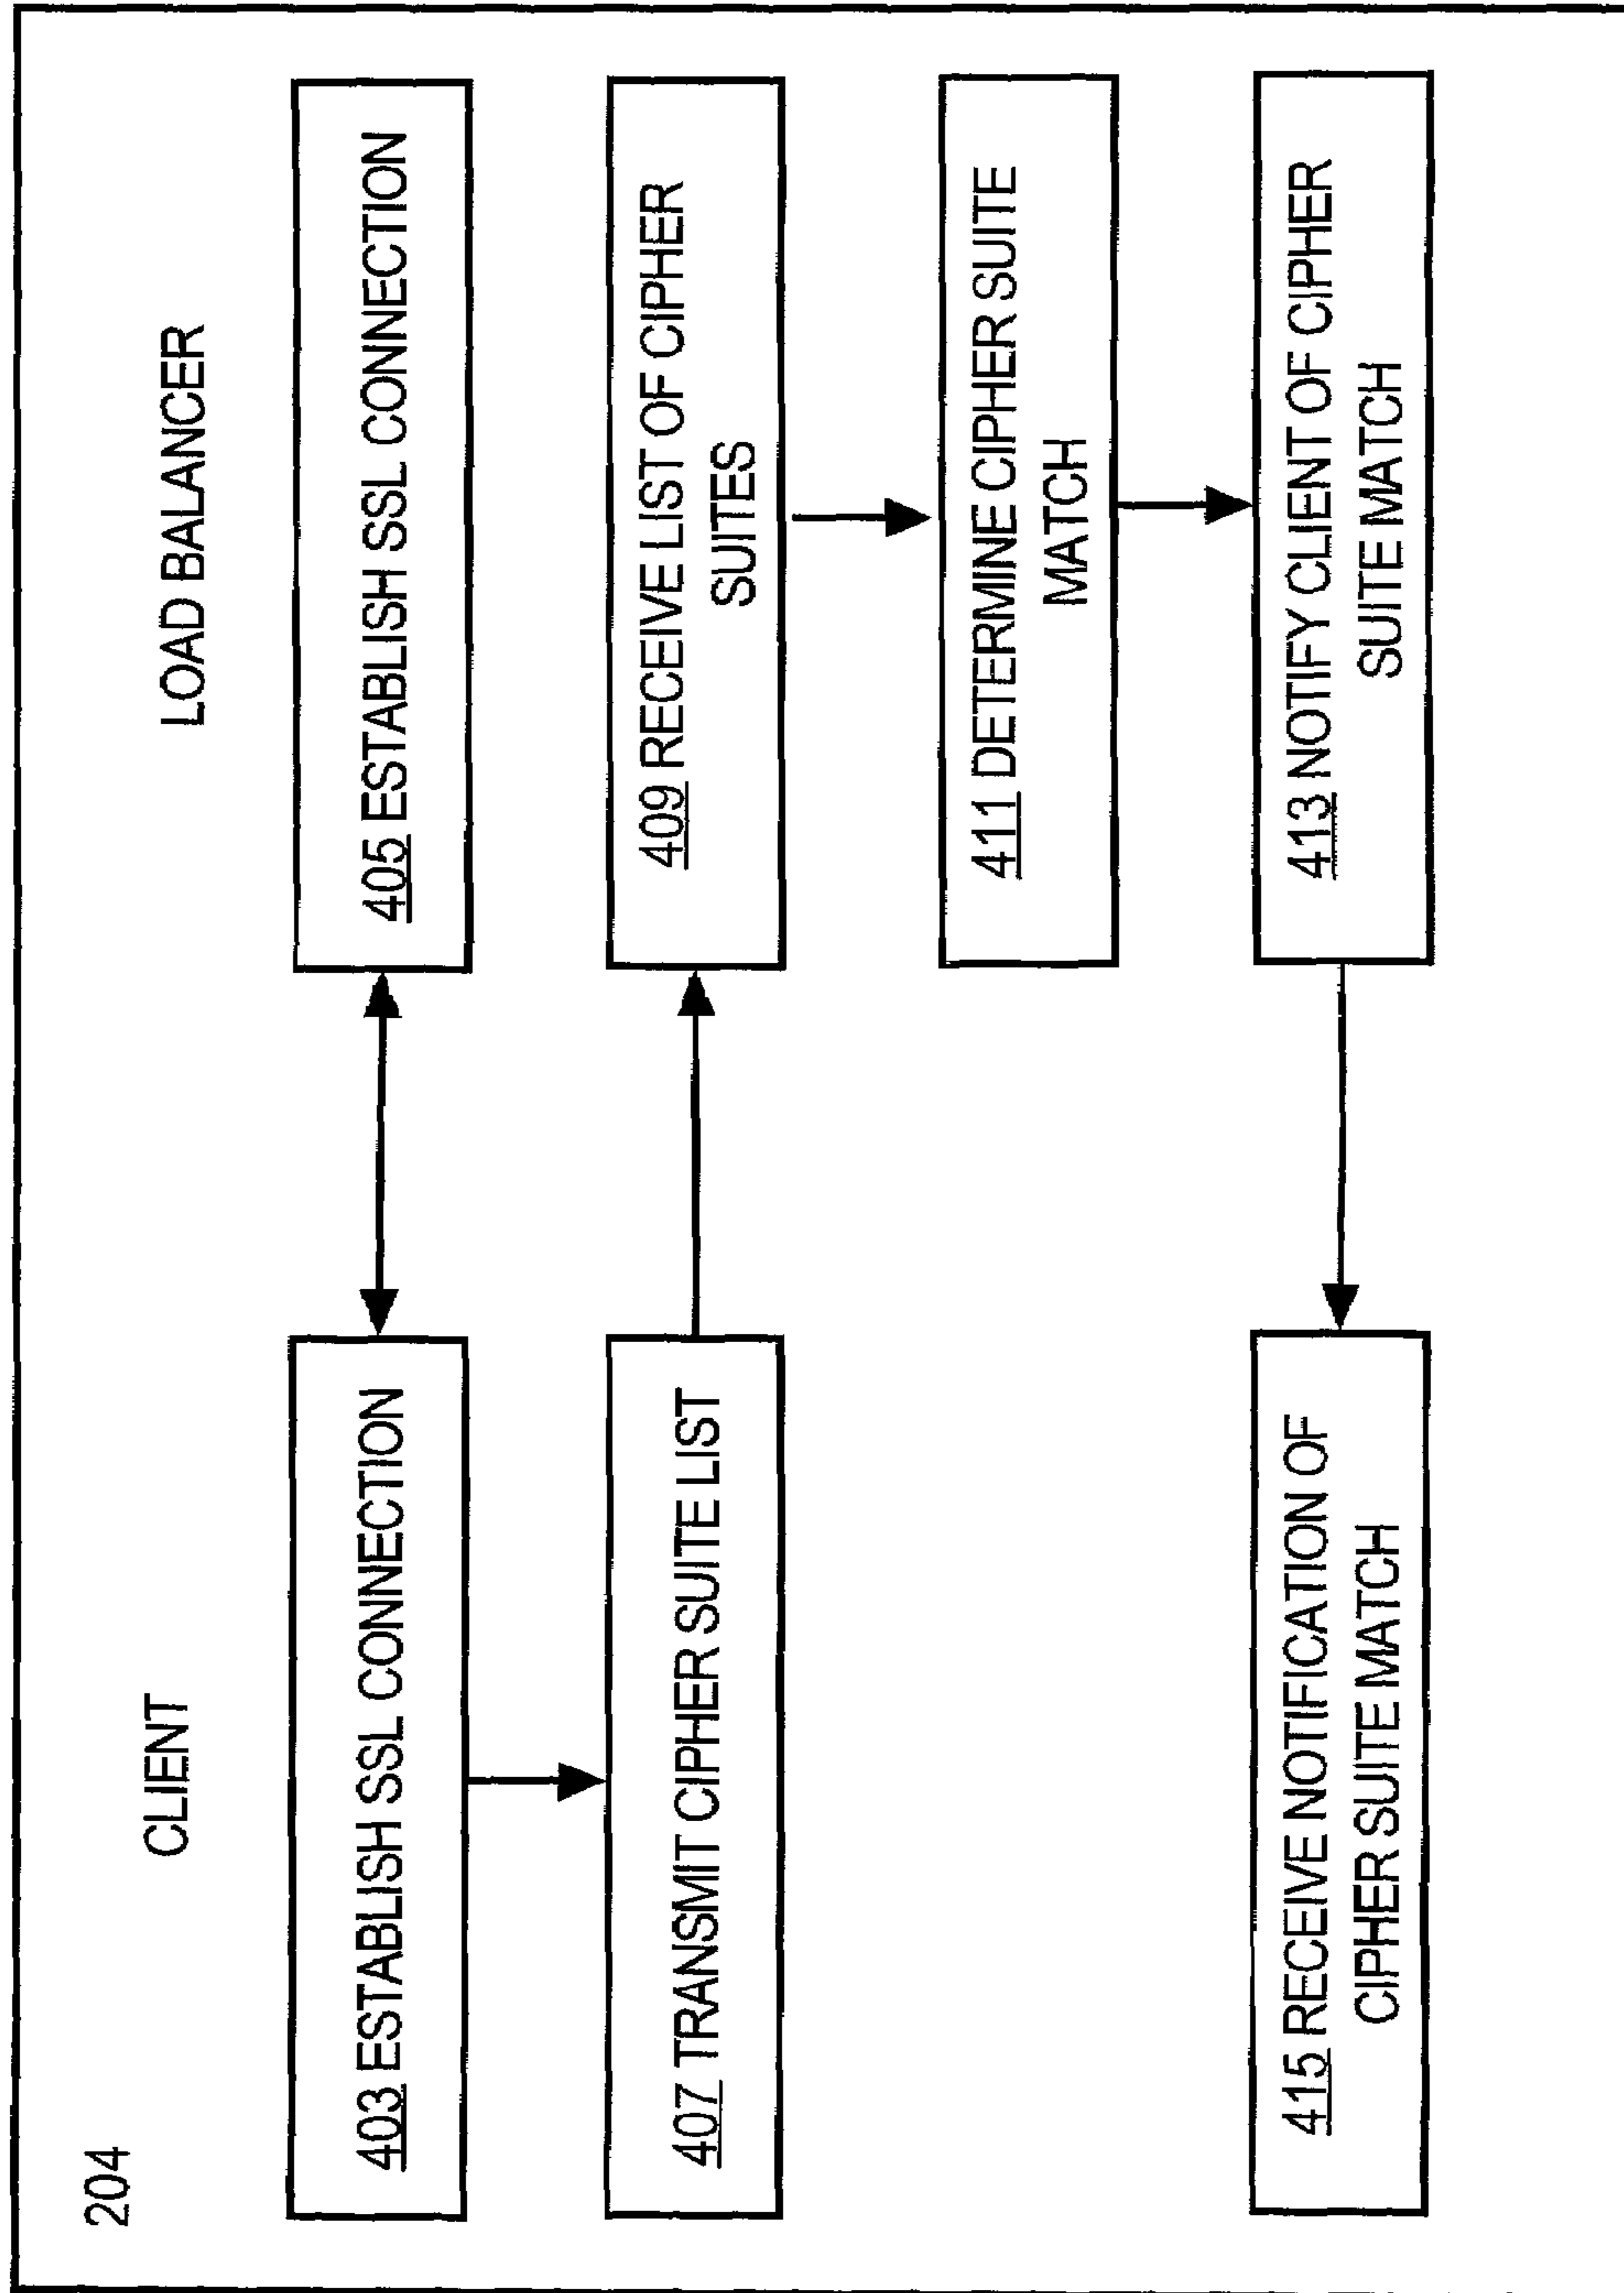 204
CLIENT
LOAD BALANCER
403 ESTABLISH SSL CONNECTION
405 ESTABLISH SSL CONNECTION
407 TRANSMIT CIPHER SUITE LIST
409 RECEIVE LIST OF CIPHER
SUITES
411 DETERMINE CIPHER SUITE
MATCH
413 NOTIFY CLIENT OF CIPHER
SUITE MATCH
415 RECEIVE NOTIFICATION OF
CIPHER SUITE MATCH